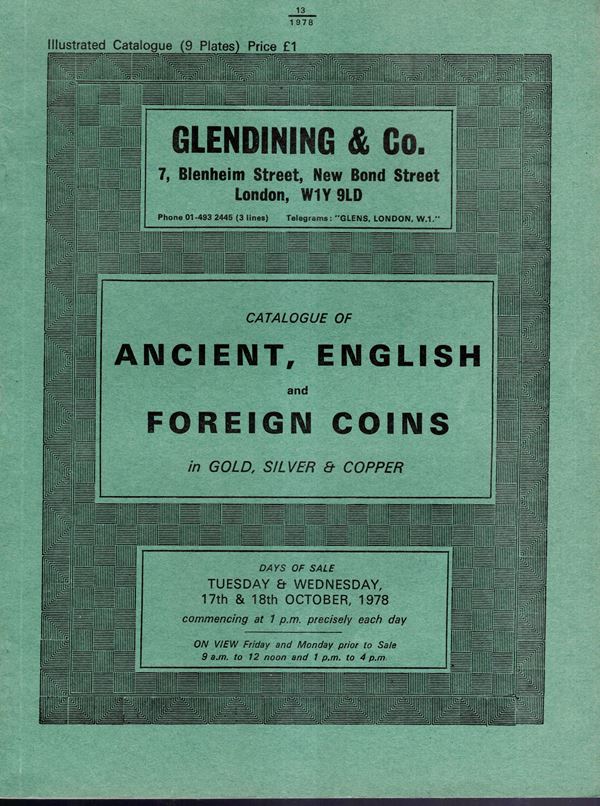 13
1978
Illustrated Catalogue (9 Plates) Price £1
GLENDINING & Co.
7, Blenheim Street, New Bond Street
London, W1Y 9LD
Phone 01-493 2445 (3 lines) Telegrams: "GLENS, LONDON, W.1."
CATALOGUE OF
ANCIENT, ENGLISH
and
FOREIGN COINS
in GOLD, SILVER & COPPER
DAYS OF SALE
TUESDAY & WEDNESDAY,
17th & 18th OCTOBER, 1978
commencing at 1 p.m. precisely each day
ON VIEW Friday and Monday prior to Sale
9 a.m. to 12 noon and 1 p.m. to 4 p.m.